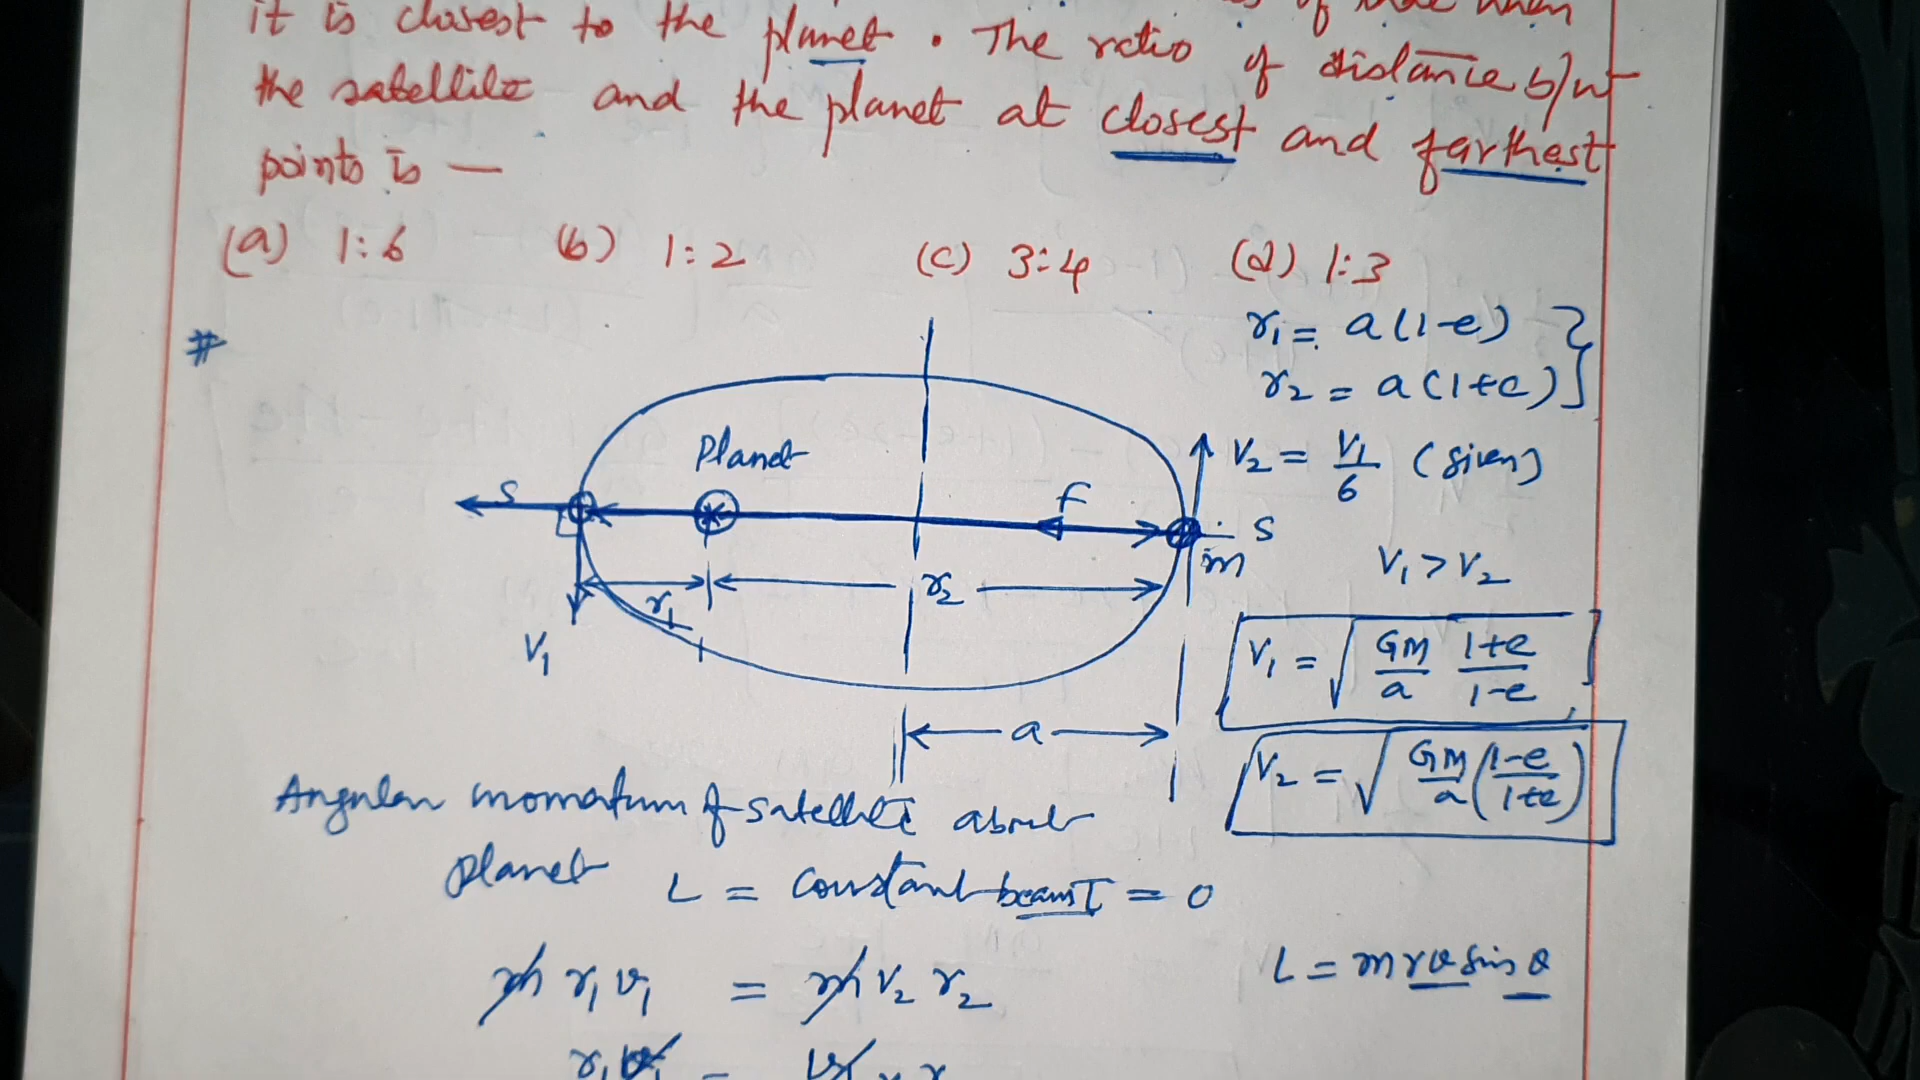 it is closest to the planet. The ratio of distance b/w
the satellite and the planet at closest and farthest
points is —
(a) 1:6 (b) 1:2 (c) 3:4 (d) 1:3
#
r₁ = a(1-e) }
r₂ = a(1+e) }
Planet
V₂ = V₁/6 (given)
S
F
S
m
V₁ > V₂
r₁
r₂
V₁
V₁ = √(GM/a 1+e/1-e)
a
V₂ = √(GM/a (1-e/1+e))
Angular momentum of satellite about
planet L = constant = 0
L = mrv sin θ
m r₁ v₁ = m v₂ r₂